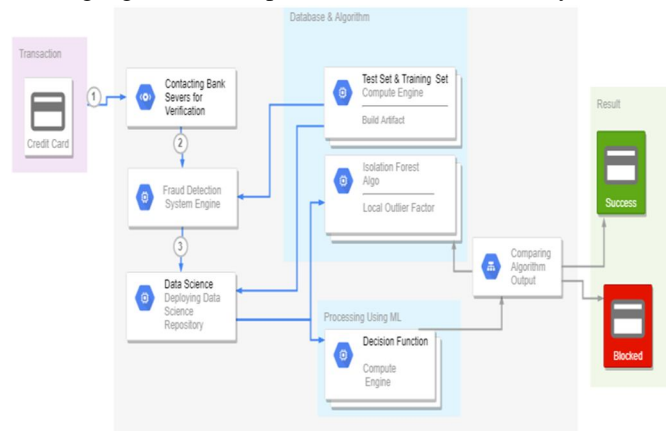 Database & Algorithm
Transaction
Credit Card
1
Contacting Bank
Severs for
Verification
2
Fraud Detection
System Engine
3
Data Science
Deploying Data
Science
Repository
Test Set & Training Set
Compute Engine
Build Artifact
Isolation Forest
Algo
Local Outlier Factor
Processing Using ML
Decision Function
Compute
Engine
Comparing
Algorithm
Output
Result
Success
Blocked